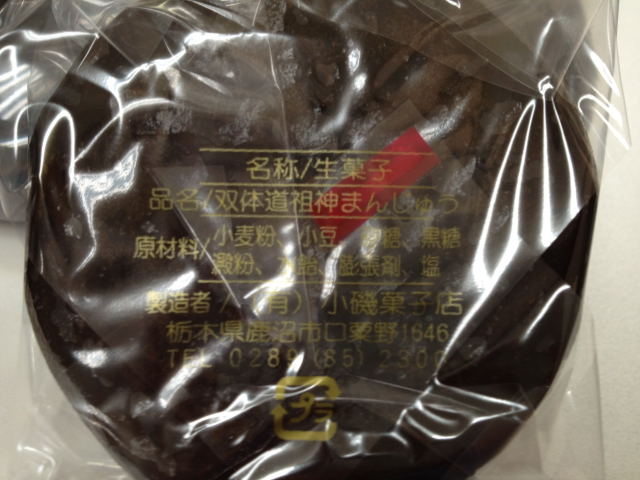 名称/生菓子
品名/双体道祖神まんじゅう
原材料/小麦粉、小豆、砂糖、黒糖
澱粉、水飴、膨張剤、塩
製造者/(有)小磯菓子店
栃木県鹿沼市口粟野1646
TEL 0289(85)2300
プラ